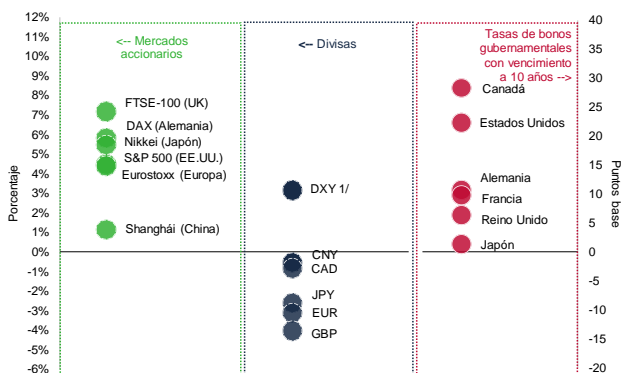 12%
11%
10%
9%
8%
7%
6%
5%
4%
3%
2%
1%
0%
-1%
-2%
-3%
-4%
-5%
-6%
Porcentaje
<-- Mercados
accionarios
FTSE-100 (UK)
DAX (Alemania)
Nikkei (Japón)
S&P 500 (EE.UU.)
Eurostoxx (Europa)
Shanghái (China)
<-- Divisas
DXY 1/
CNY
CAD
JPY
EUR
GBP
Tasas de bonos
gubernamentales
con vencimiento
a 10 años -->
Canadá
Estados Unidos
Alemania
Francia
Reino Unido
Japón
40
35
30
25
20
15
10
5
0
-5
-10
-15
-20
Puntos base